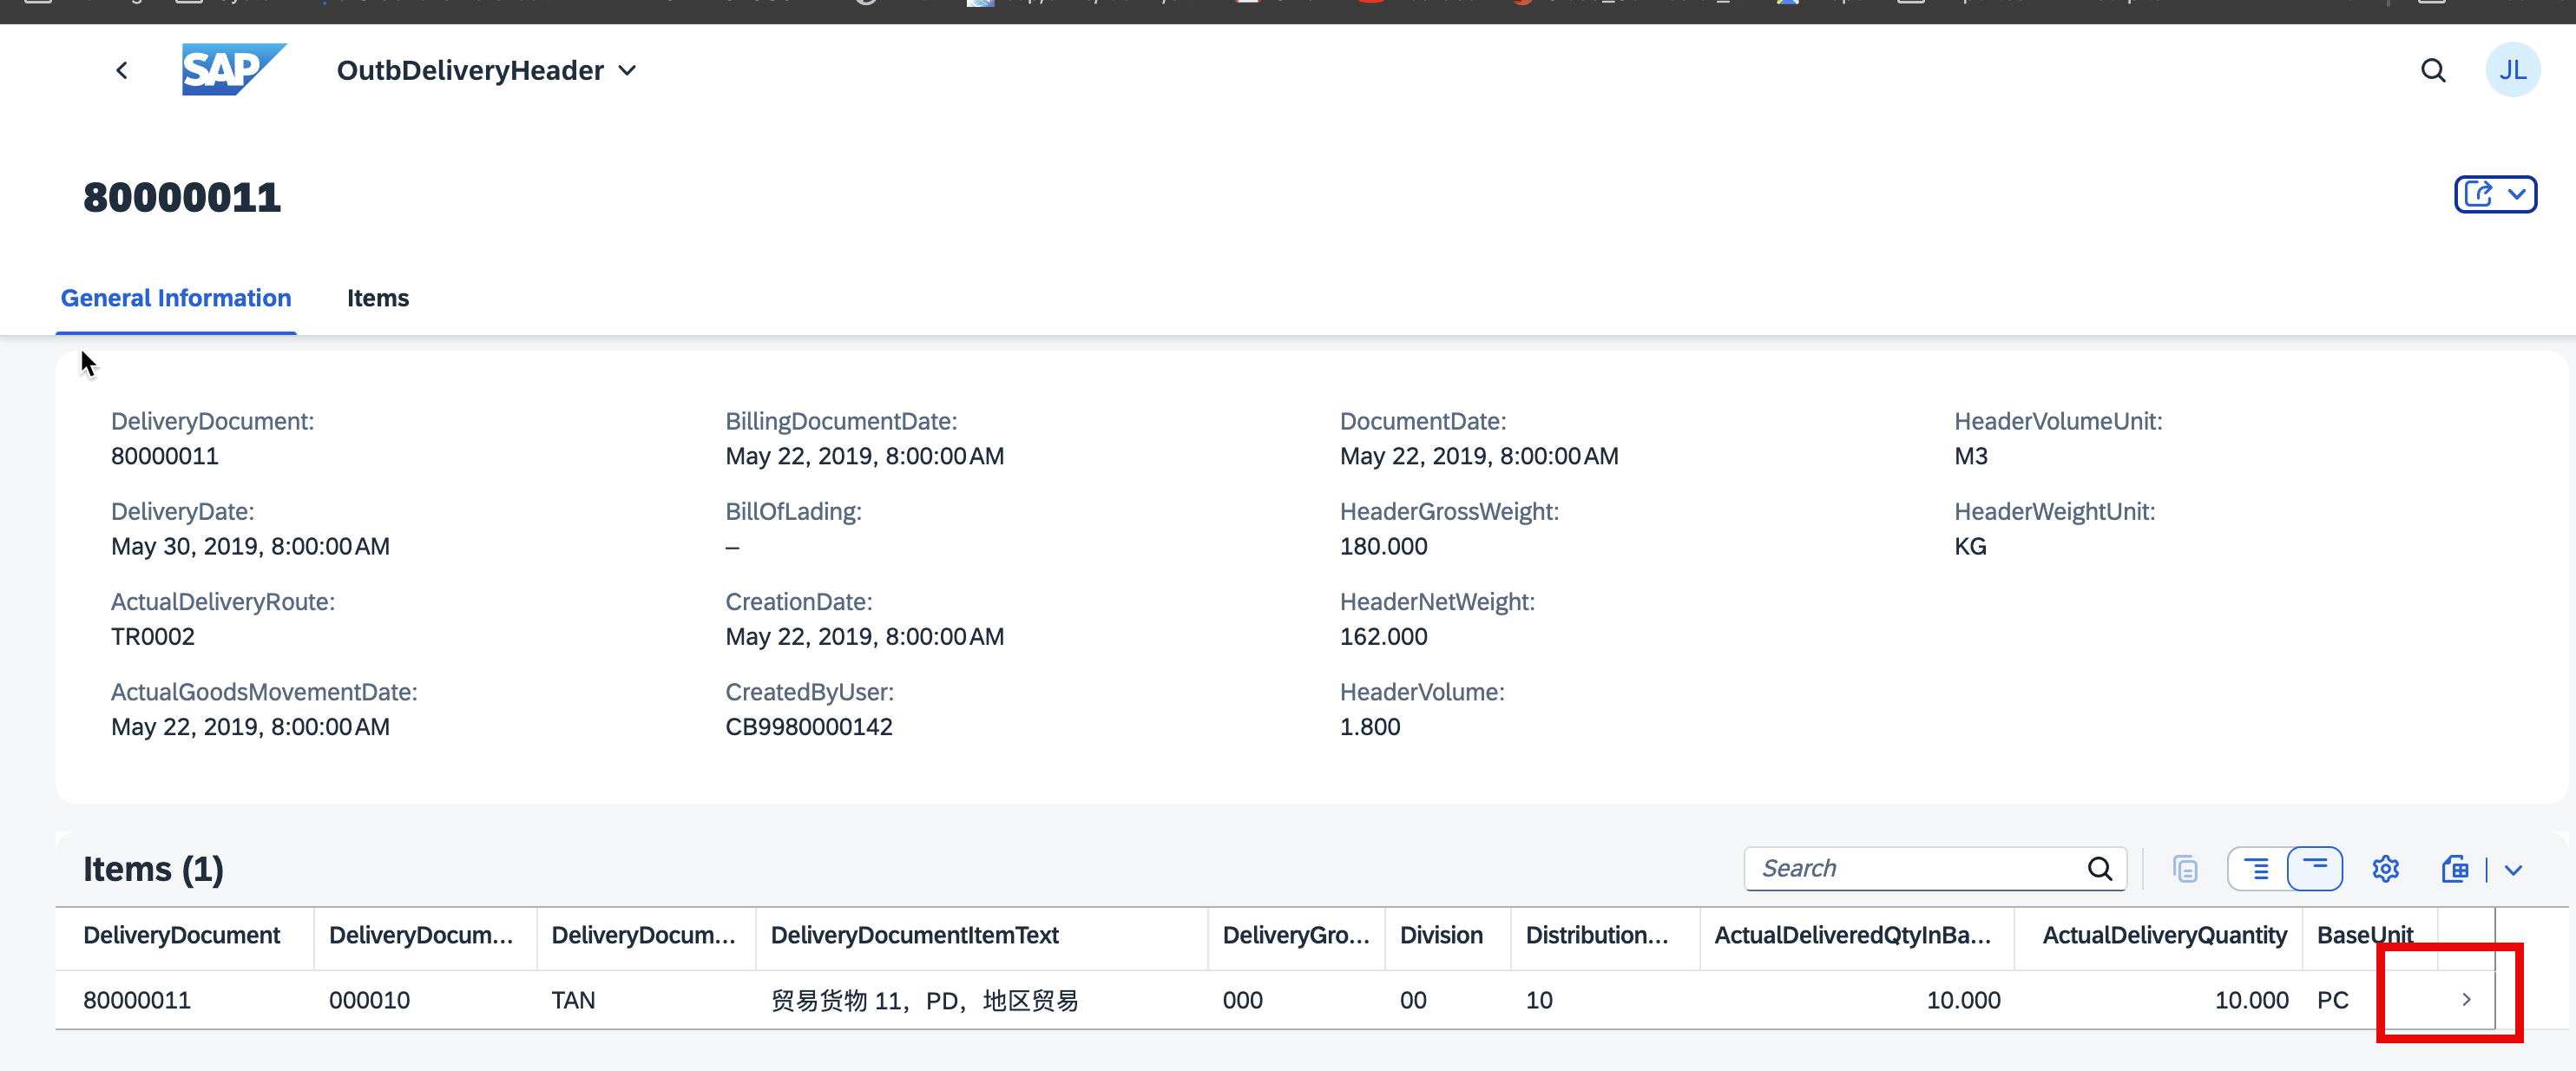 SAP
OutbDeliveryHeader
JL
80000011
General Information
Items
DeliveryDocument:
80000011
DeliveryDate:
May 30, 2019, 8:00:00 AM
ActualDeliveryRoute:
TR0002
ActualGoodsMovementDate:
May 22, 2019, 8:00:00 AM
BillingDocumentDate:
May 22, 2019, 8:00:00 AM
BillOfLading:
–
CreationDate:
May 22, 2019, 8:00:00 AM
CreatedByUser:
CB9980000142
DocumentDate:
May 22, 2019, 8:00:00 AM
HeaderGrossWeight:
180.000
HeaderNetWeight:
162.000
HeaderVolume:
1.800
HeaderVolumeUnit:
M3
HeaderWeightUnit:
KG
Items (1)
Search
DeliveryDocument DeliveryDocum... DeliveryDocum... DeliveryDocumentItemText DeliveryGro... Division Distribution... ActualDeliveredQtyInBa... ActualDeliveryQuantity BaseUnit
80000011 000010 TAN 贸易货物 11，PD，地区贸易 000 00 10 10.000 10.000 PC